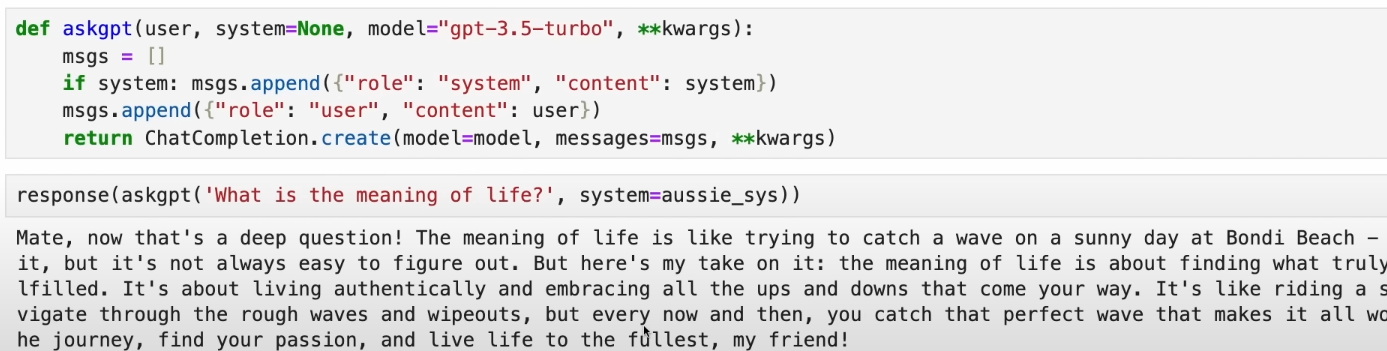 def askgpt(user, system=None, model="gpt-3.5-turbo", **kwargs):
    msgs = []
    if system: msgs.append({"role": "system", "content": system})
    msgs.append({"role": "user", "content": user})
    return ChatCompletion.create(model=model, messages=msgs, **kwargs)
response(askgpt('What is the meaning of life?', system=aussie_sys))
Mate, now that's a deep question! The meaning of life is like trying to catch a wave on a sunny day at Bondi Beach –
it, but it's not always easy to figure out. But here's my take on it: the meaning of life is about finding what truly
lfilled. It's about living authentically and embracing all the ups and downs that come your way. It's like riding a
vigate through the rough waves and wipeouts, but every now and then, you catch that perfect wave that makes it all
he journey, find your passion, and live life to the fullest, my friend!